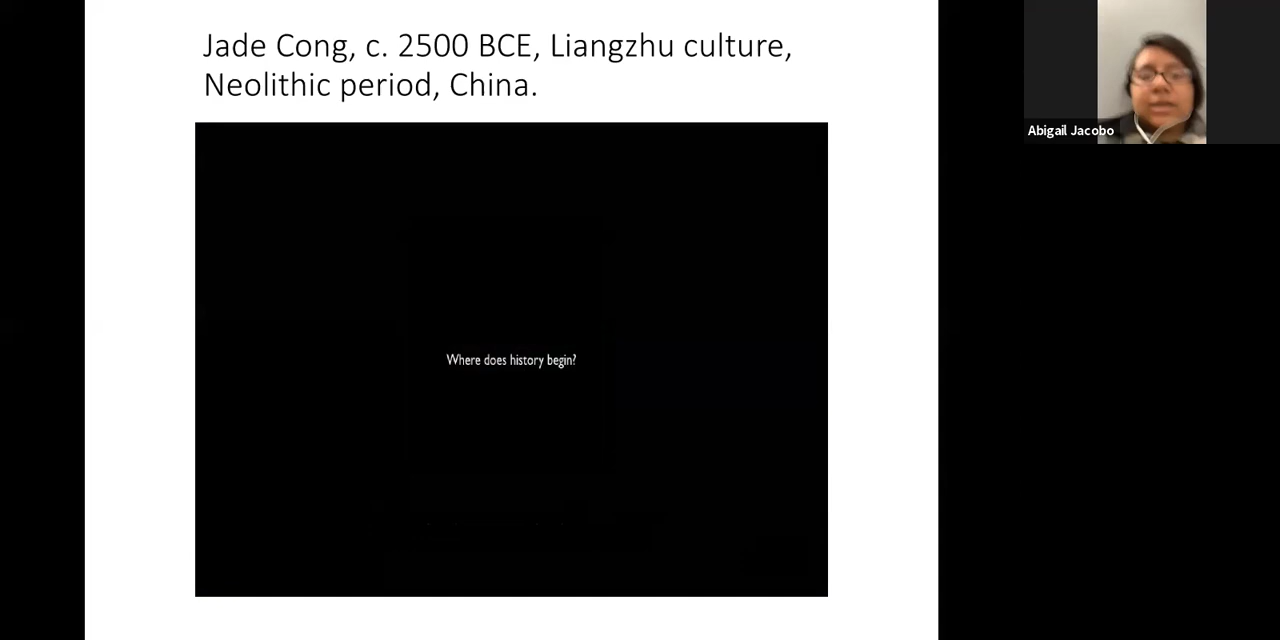 Jade Cong, c. 2500 BCE, Liangzhu culture,
Neolithic period, China.
Where does history begin?
Abigail Jacobo